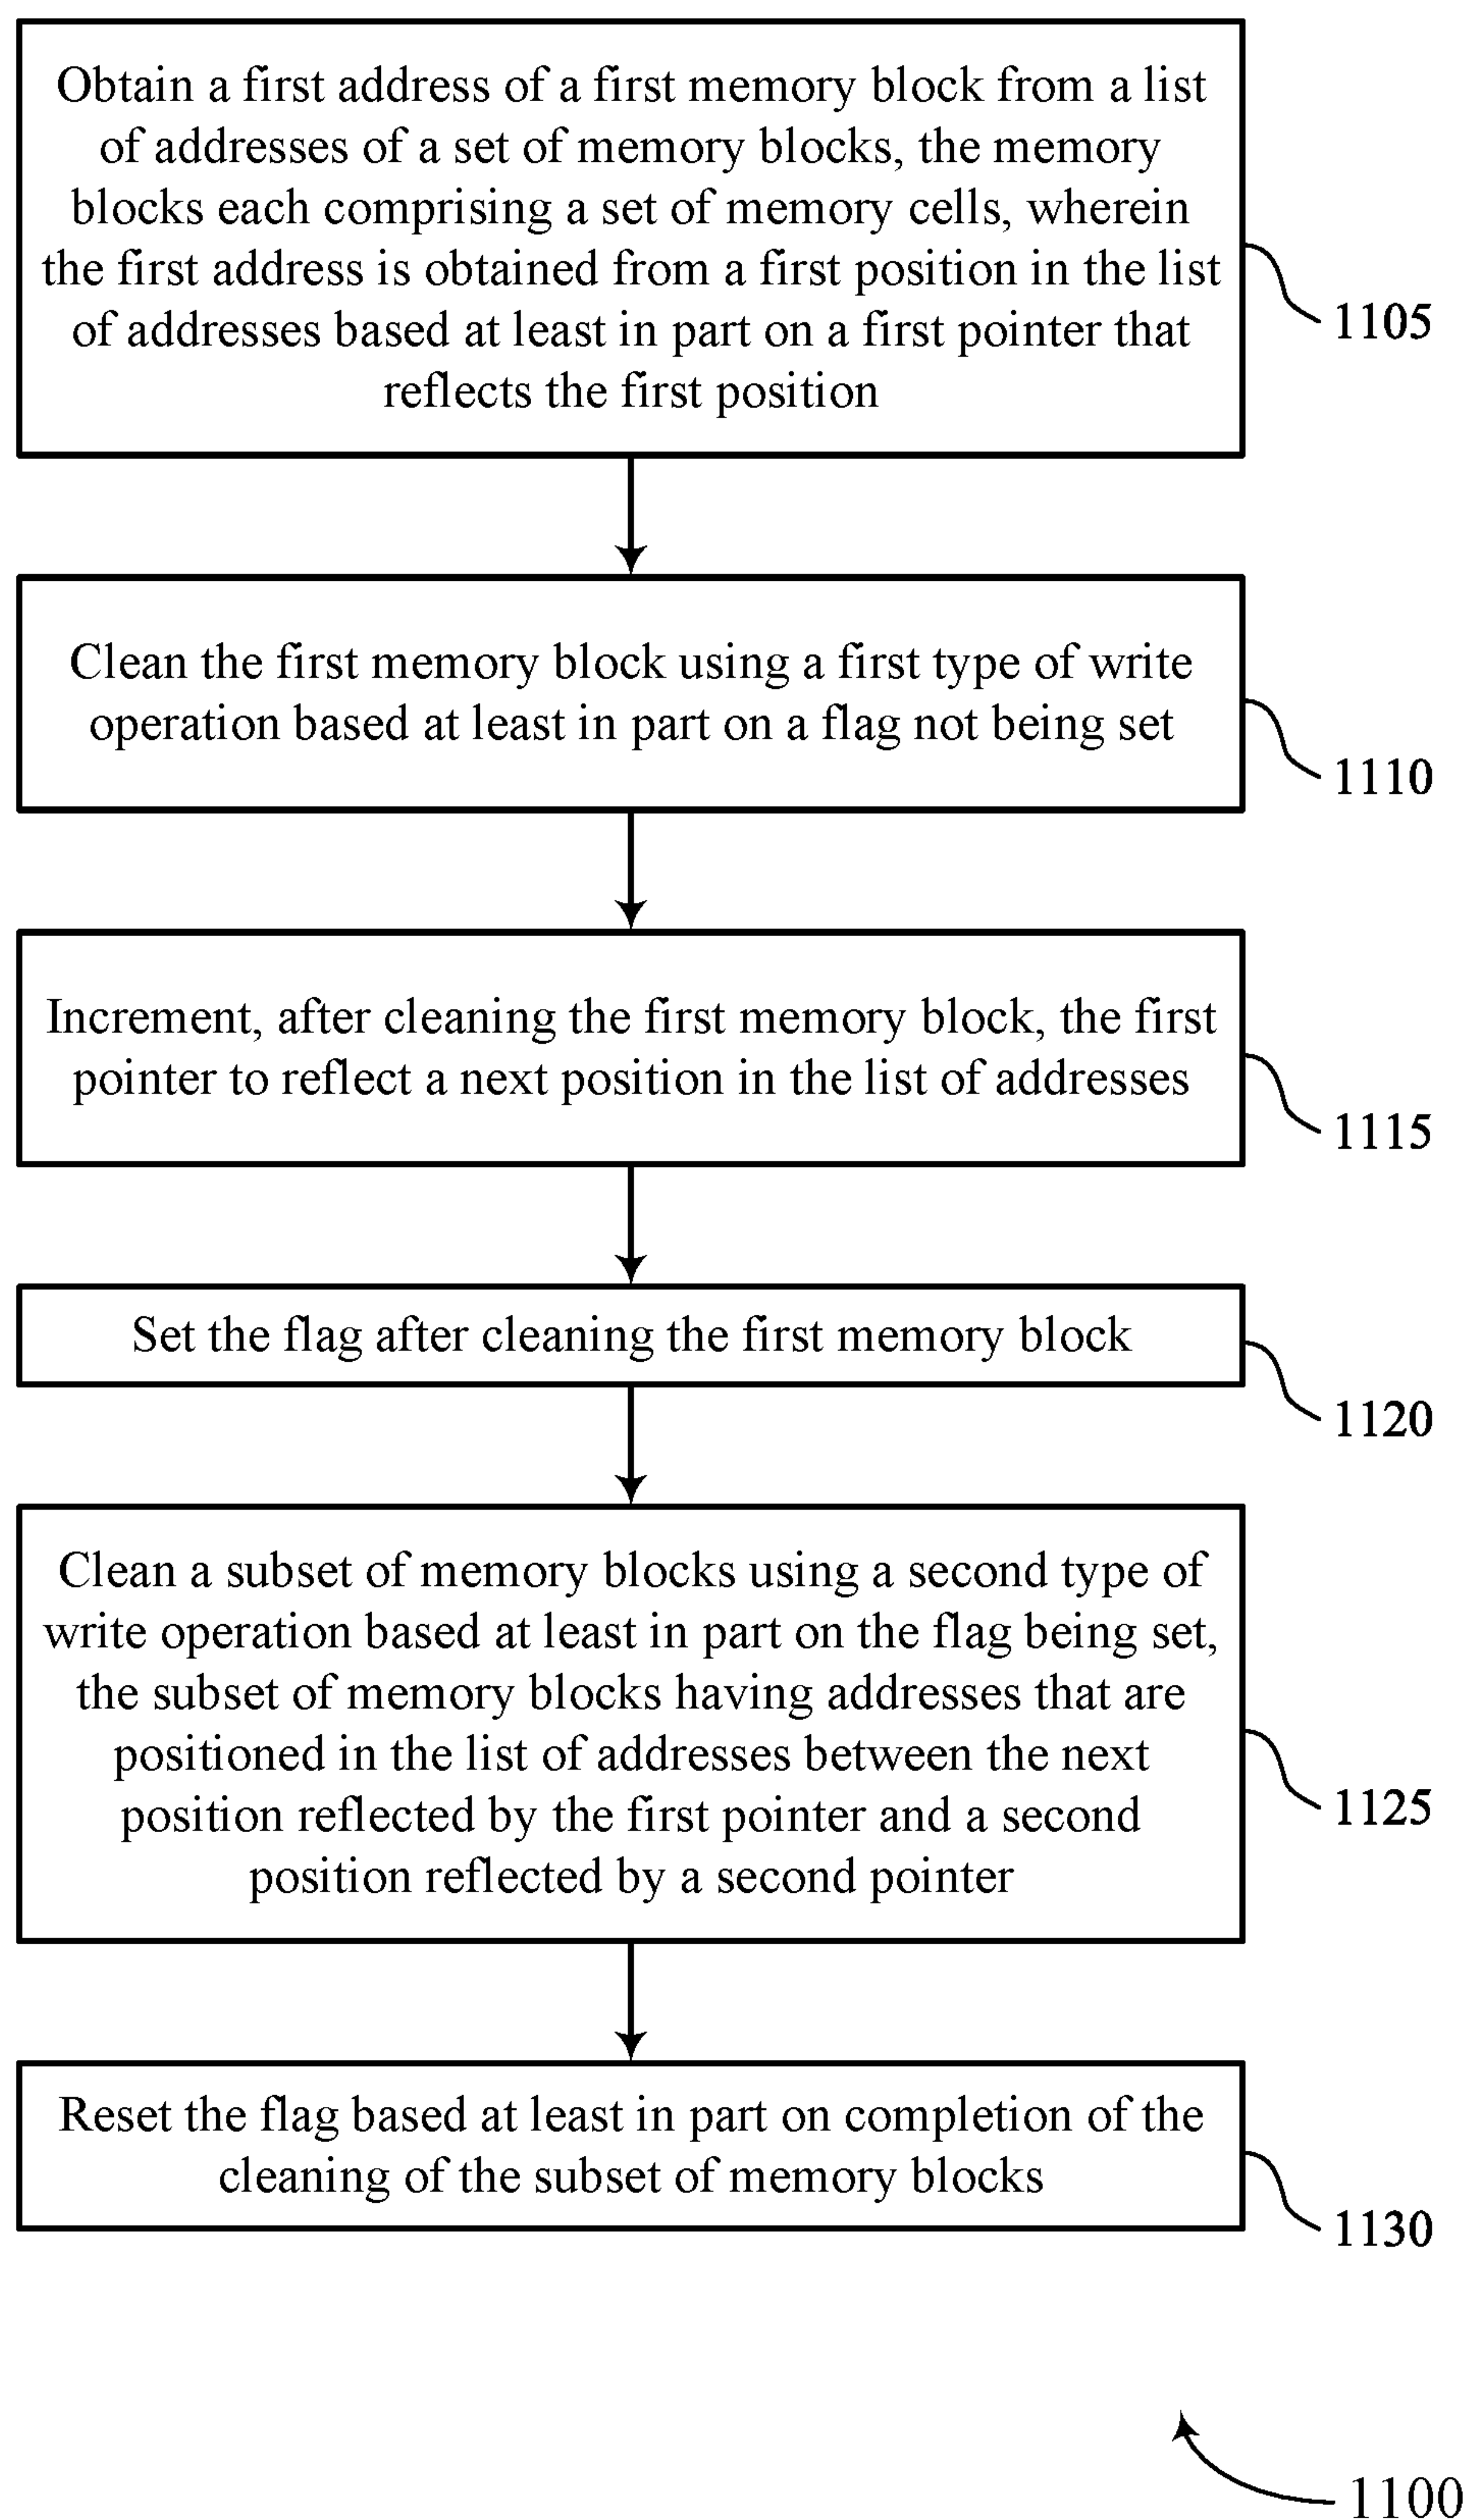 Obtain a first address of a first memory block from a list
of addresses of a set of memory blocks, the memory
blocks each comprising a set of memory cells, wherein
the first address is obtained from a first position in the list
of addresses based at least in part on a first pointer that
reflects the first position
1105
Clean the first memory block using a first type of write
operation based at least in part on a flag not being set
1110
Increment, after cleaning the first memory block, the first
pointer to reflect a next position in the list of addresses
1115
Set the flag after cleaning the first memory block
1120
Clean a subset of memory blocks using a second type of
write operation based at least in part on the flag being set,
the subset of memory blocks having addresses that are
positioned in the list of addresses between the next
position reflected by the first pointer and a second
position reflected by a second pointer
1125
Reset the flag based at least in part on completion of the
cleaning of the subset of memory blocks
1130
1100